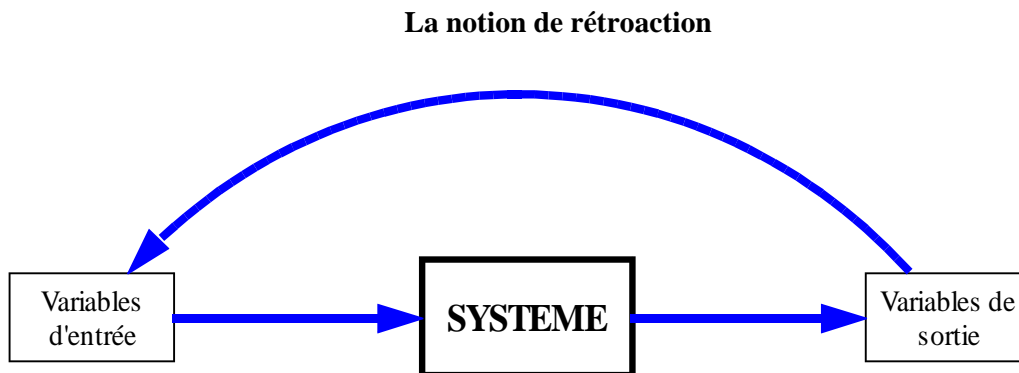 La notion de rétroaction
Variables
d'entrée
SYSTEME
Variables de
sortie